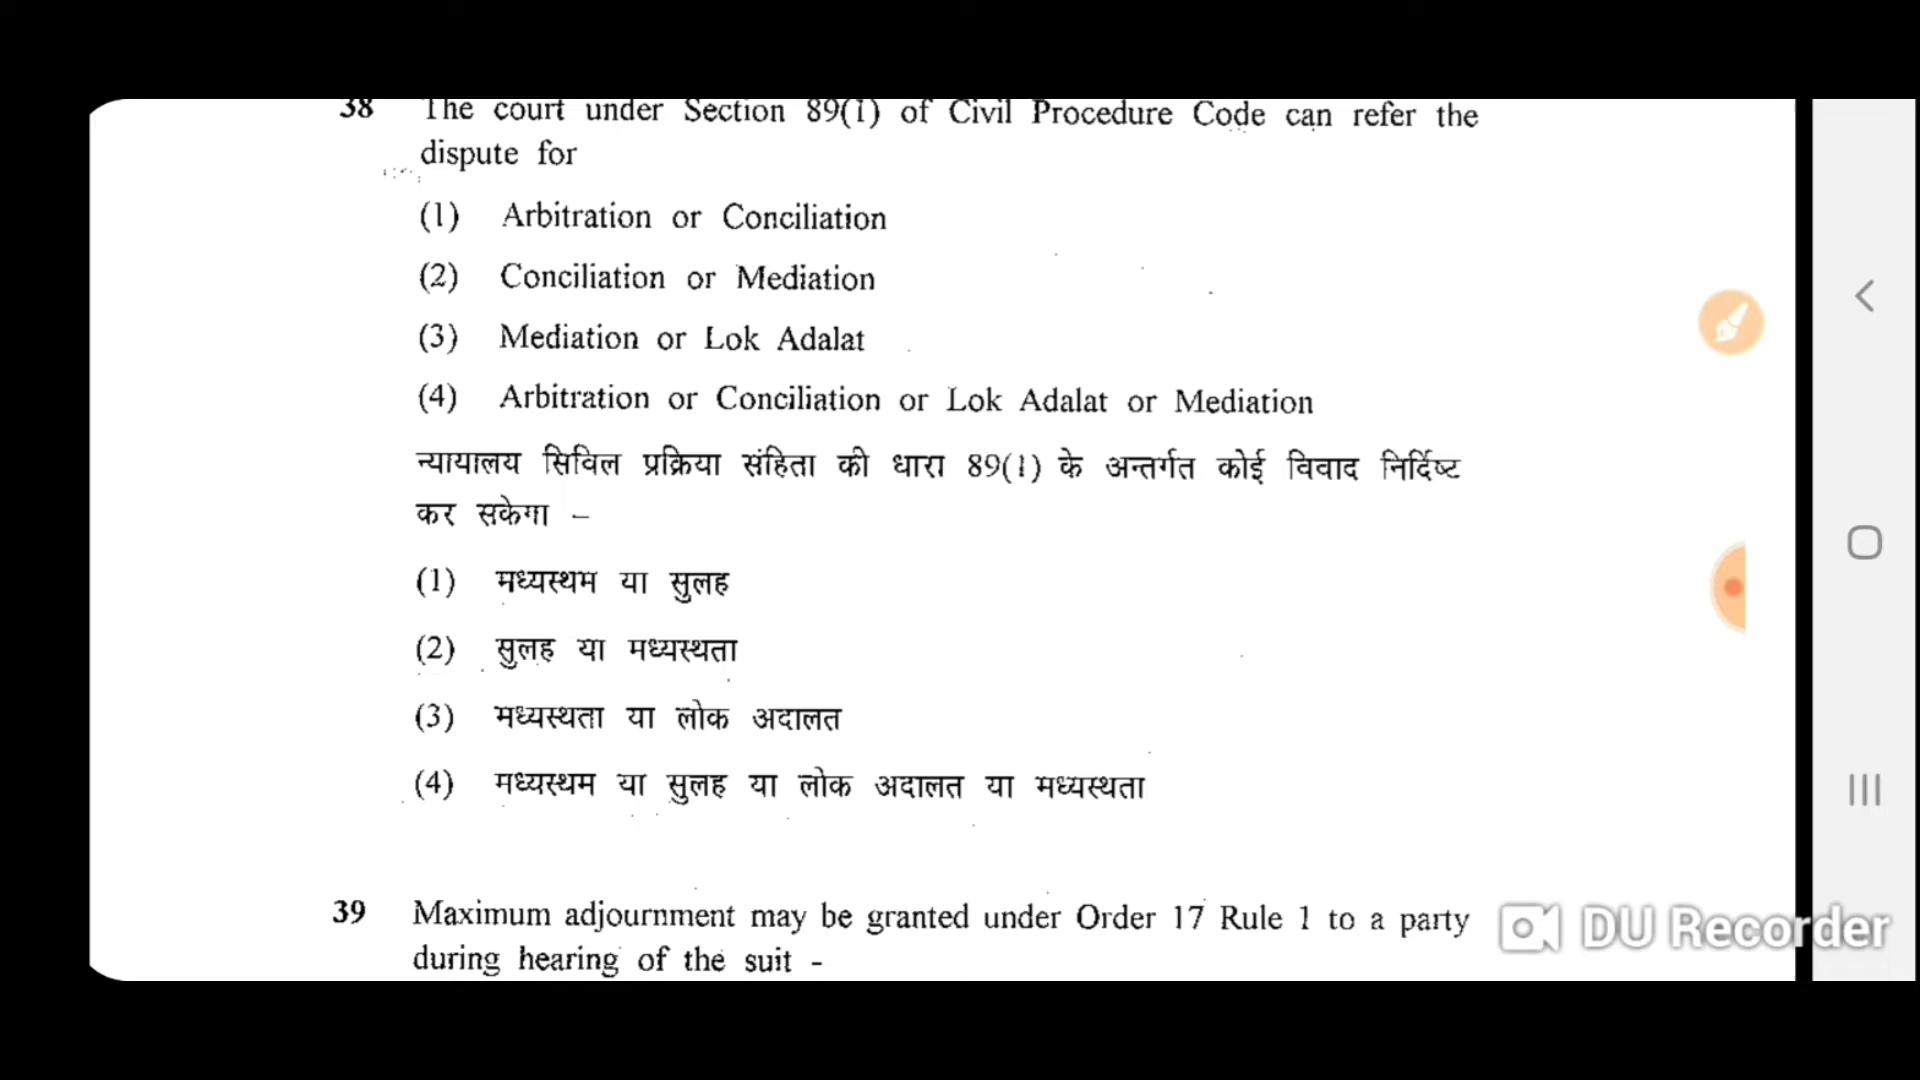 38 The court under Section 89(1) of Civil Procedure Code can refer the
dispute for
(1) Arbitration or Conciliation
(2) Conciliation or Mediation
(3) Mediation or Lok Adalat
(4) Arbitration or Conciliation or Lok Adalat or Mediation
न्यायालय सिविल प्रक्रिया संहिता की धारा 89(1) के अन्तर्गत कोई विवाद निर्दिष्ट
कर सकेगा –
(1) मध्यस्थम या सुलह
(2) सुलह या मध्यस्थता
(3) मध्यस्थता या लोक अदालत
(4) मध्यस्थम या सुलह या लोक अदालत या मध्यस्थता
39 Maximum adjournment may be granted under Order 17 Rule 1 to a party
during hearing of the suit -
DU Recorder